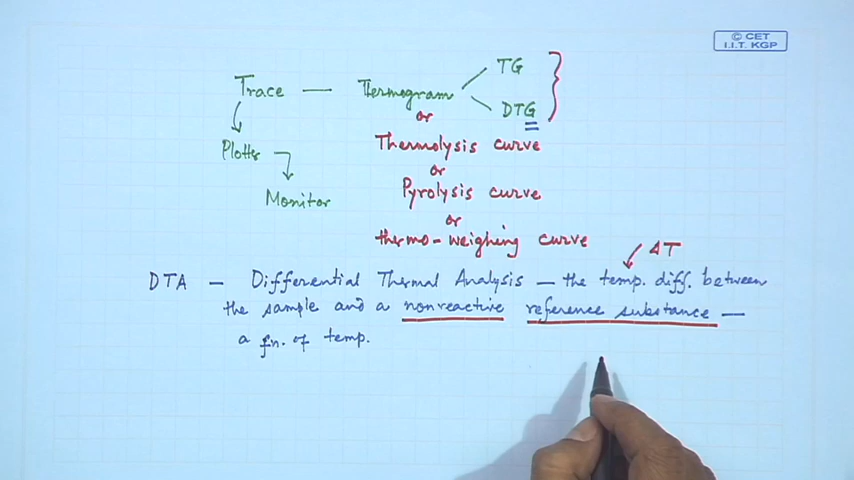 © CET
I.I.T. KGP
TG
Trace — Thermogram
DTG
or
Plotter
Thermolysis curve
or
Pyrolysis curve
Monitor
or
thermo-weighing curve
ΔT
DTA — Differential Thermal Analysis — the temp. diff. between
the sample and a nonreactive reference substance —
a fn. of temp.